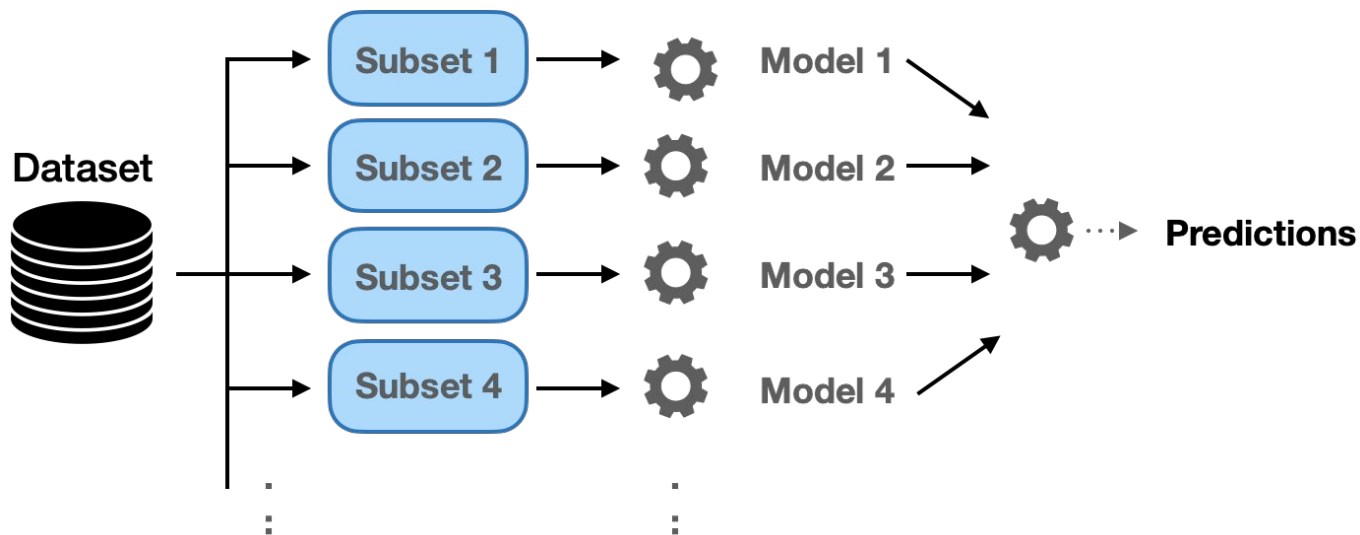 Dataset
Subset 1
Model 1
Subset 2
Model 2
Subset 3
Model 3
Subset 4
Model 4
Predictions